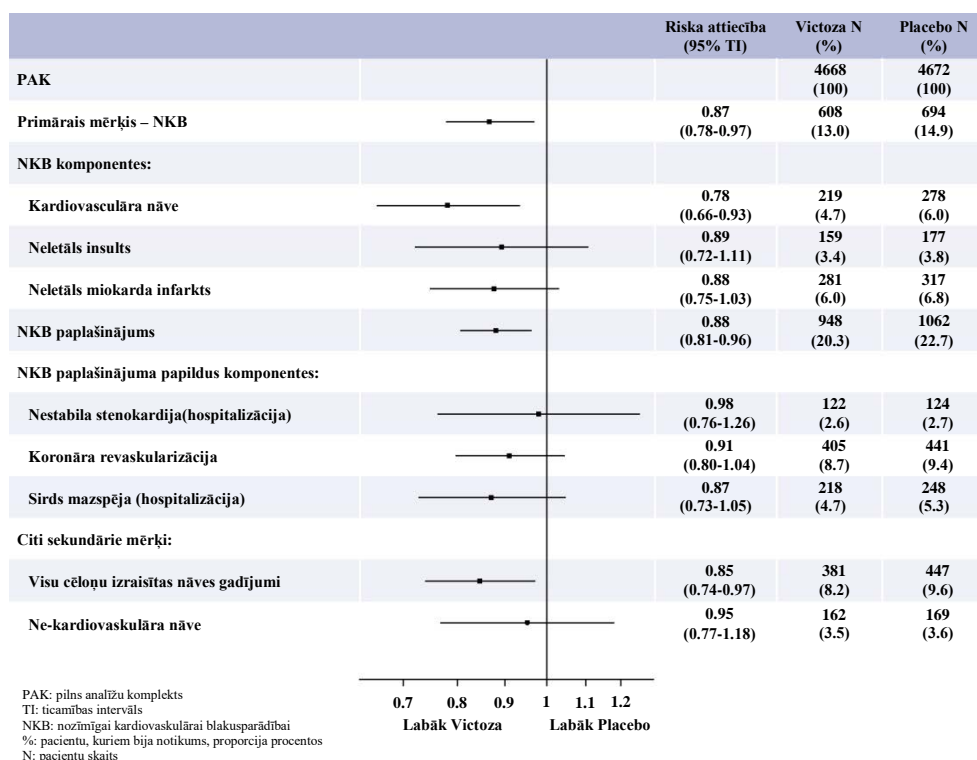 Riska attiecība Victoza N Placebo N
(95% TI) (%) (%)
PAK 4668 4672
(100) (100)
Primārais mērķis – NKB 0.87 608 694
(0.78-0.97) (13.0) (14.9)
NKB komponentes:
Kardiovasculāra nāve 0.78 219 278
(0.66-0.93) (4.7) (6.0)
Neletāls insults 0.89 159 177
(0.72-1.11) (3.4) (3.8)
Neletāls miokarda infarkts 0.88 281 317
(0.75-1.03) (6.0) (6.8)
NKB paplašinājums 0.88 948 1062
(0.81-0.96) (20.3) (22.7)
NKB paplašinājuma papildus komponentes:
Nestabila stenokardija(hospitalizācija) 0.98 122 124
(0.76-1.26) (2.6) (2.7)
Koronāra revaskularizācija 0.91 405 441
(0.80-1.04) (8.7) (9.4)
Sirds mazspēja (hospitalizācija) 0.87 218 248
(0.73-1.05) (4.7) (5.3)
Citi sekundārie mērķi:
Visu cēloņu izraisītas nāves gadījumi 0.85 381 447
(0.74-0.97) (8.2) (9.6)
Ne-kardiovaskulāra nāve 0.95 162 169
(0.77-1.18) (3.5) (3.6)
0.7 0.8 0.9 1 1.1 1.2
Labāk Victoza Labāk Placebo
PAK: pilns analīžu komplekts
TI: ticamības intervāls
NKB: nozīmīgai kardiovaskulārai blakusparādībai
%: pacientu, kuriem bija notikums, proporcija procentos
N: pacientu skaits